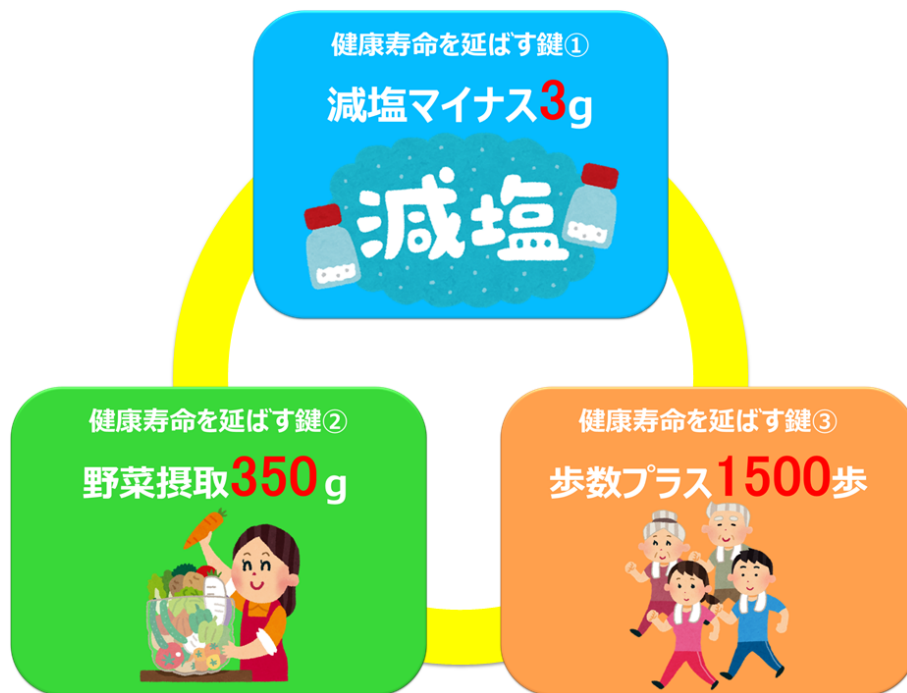 健康寿命を延ばす鍵①
減塩マイナス3g
減塩
健康寿命を延ばす鍵②
野菜摂取350g
健康寿命を延ばす鍵③
歩数プラス1500歩